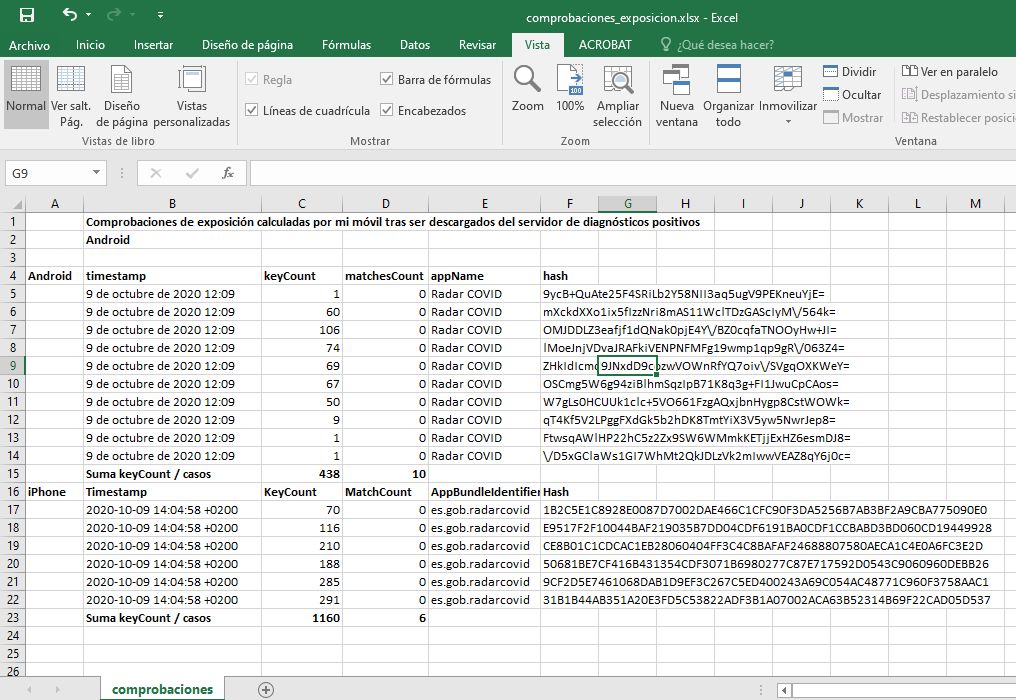 comprobaciones_exposicion.xlsx - Excel
Archivo Inicio Insertar Diseño de página Fórmulas Datos Revisar Vista ACROBAT ¿Qué desea hacer?
Normal Ver salt. Pág. Diseño de página Vistas personalizadas
Vistas de libro
Regla Barra de fórmulas
Líneas de cuadrícula Encabezados
Mostrar
Zoom 100% Ampliar selección
100
Zoom
Nueva ventana Organizar todo Inmovilizar
Dividir Ver en paralelo
Ocultar Desplazamiento si
Mostrar Restablecer posici
Ventana
G9 fx
A B C D E F G H I J K L M
1 Comprobaciones de exposición calculadas por mi móvil tras ser descargados del servidor de diagnósticos positivos
2 Android
3
4 Android timestamp keyCount matchesCount appName hash
5 9 de octubre de 2020 12:09 1 0 Radar COVID 9ycB+QuAte25F4SRiLb2Y58NII3aq5ugV9PEKneuYjE=
6 9 de octubre de 2020 12:09 60 0 Radar COVID mXckdXXo1ix5fIzzNri8mAS11WclTDzGAScIyM\/564k=
7 9 de octubre de 2020 12:09 106 0 Radar COVID OMJDDLZ3eafjf1dQNak0pjE4Y\/BZ0cqfaTNOOyHw+JI=
8 9 de octubre de 2020 12:09 74 0 Radar COVID lMoeJnjVDvaJRAFkiVENPNFMFg19wmp1qp9gR\/063Z4=
9 9 de octubre de 2020 12:09 69 0 Radar COVID ZHkIdIcmc 9JNxdD9c ozwVOWnRfYQ7oiv\/SVgqOXKWeY=
10 9 de octubre de 2020 12:09 67 0 Radar COVID OSCmg5W6g94ziBlhmSqzIpB71K8q3g+FI1JwuCpCAos=
11 9 de octubre de 2020 12:09 50 0 Radar COVID W7gLs0HCUUk1clc+5VO661FzgAQxjbnHygp8CstWOWk=
12 9 de octubre de 2020 12:09 9 0 Radar COVID qT4Kf5V2LPggFXdGk5b2hDK8TmtYiX3V5yw5NwrJep8=
13 9 de octubre de 2020 12:09 1 0 Radar COVID FtwsqAWlHP22hC5z2Zx9SW6WMmkKETjjExHZ6esmDJ8=
14 9 de octubre de 2020 12:09 1 0 Radar COVID \/D5xGClaWs1GI7WhMt2QkJDLzVk2mIwwVEAZ8qY6j0c=
15 Suma keyCount / casos 438 10
16 iPhone Timestamp KeyCount MatchCount AppBundleIdentifier Hash
17 2020-10-09 14:04:58 +0200 70 0 es.gob.radarcovid 1B2C5E1C8928E0087D7002DAE466C1CFC90F3DA5256B7AB3BF2A9CBA775090E0
18 2020-10-09 14:04:58 +0200 116 0 es.gob.radarcovid E9517F2F10044BAF219035B7DD04CDF6191BA0CDF1CCBABD3BD060CD19449928
19 2020-10-09 14:04:58 +0200 210 0 es.gob.radarcovid CE8B01C1CDCAC1EB28060404FF3C4C8BAFAF24688807580AECA1C4E0A6FC3E2D
20 2020-10-09 14:04:58 +0200 188 0 es.gob.radarcovid 50681BE7CF416B431354CDF3071B6980277C87E717592D0543C9060960DEBB26
21 2020-10-09 14:04:58 +0200 285 0 es.gob.radarcovid 9CF2D5E7461068DAB1D9EF3C267C5ED400243A69C054AC48771C960F3758AAC1
22 2020-10-09 14:04:58 +0200 291 0 es.gob.radarcovid 31B1B44AB351A20E3FD5C53822ADF3B1A07002ACA63B52314B69F22CAD05D537
23 Suma keyCount / casos 1160 6
24
25
26
comprobaciones